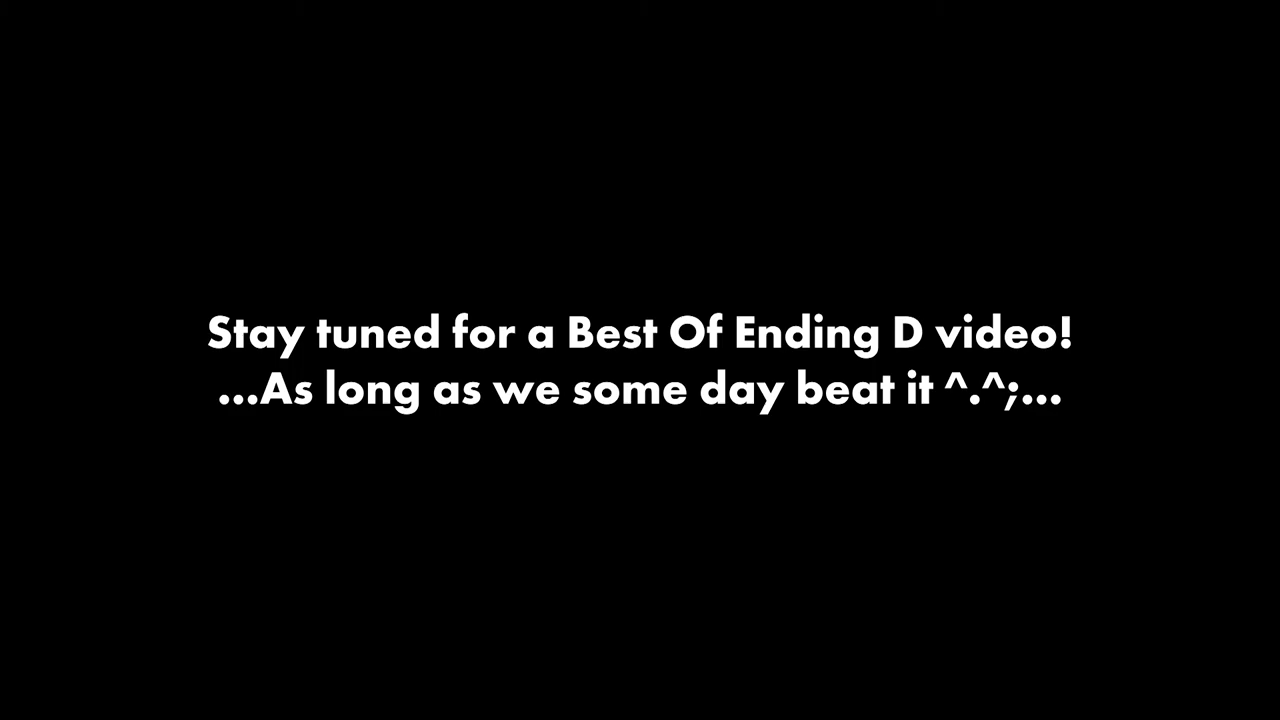 Stay tuned for a Best Of Ending D video!
...As long as we some day beat it ^.^;...